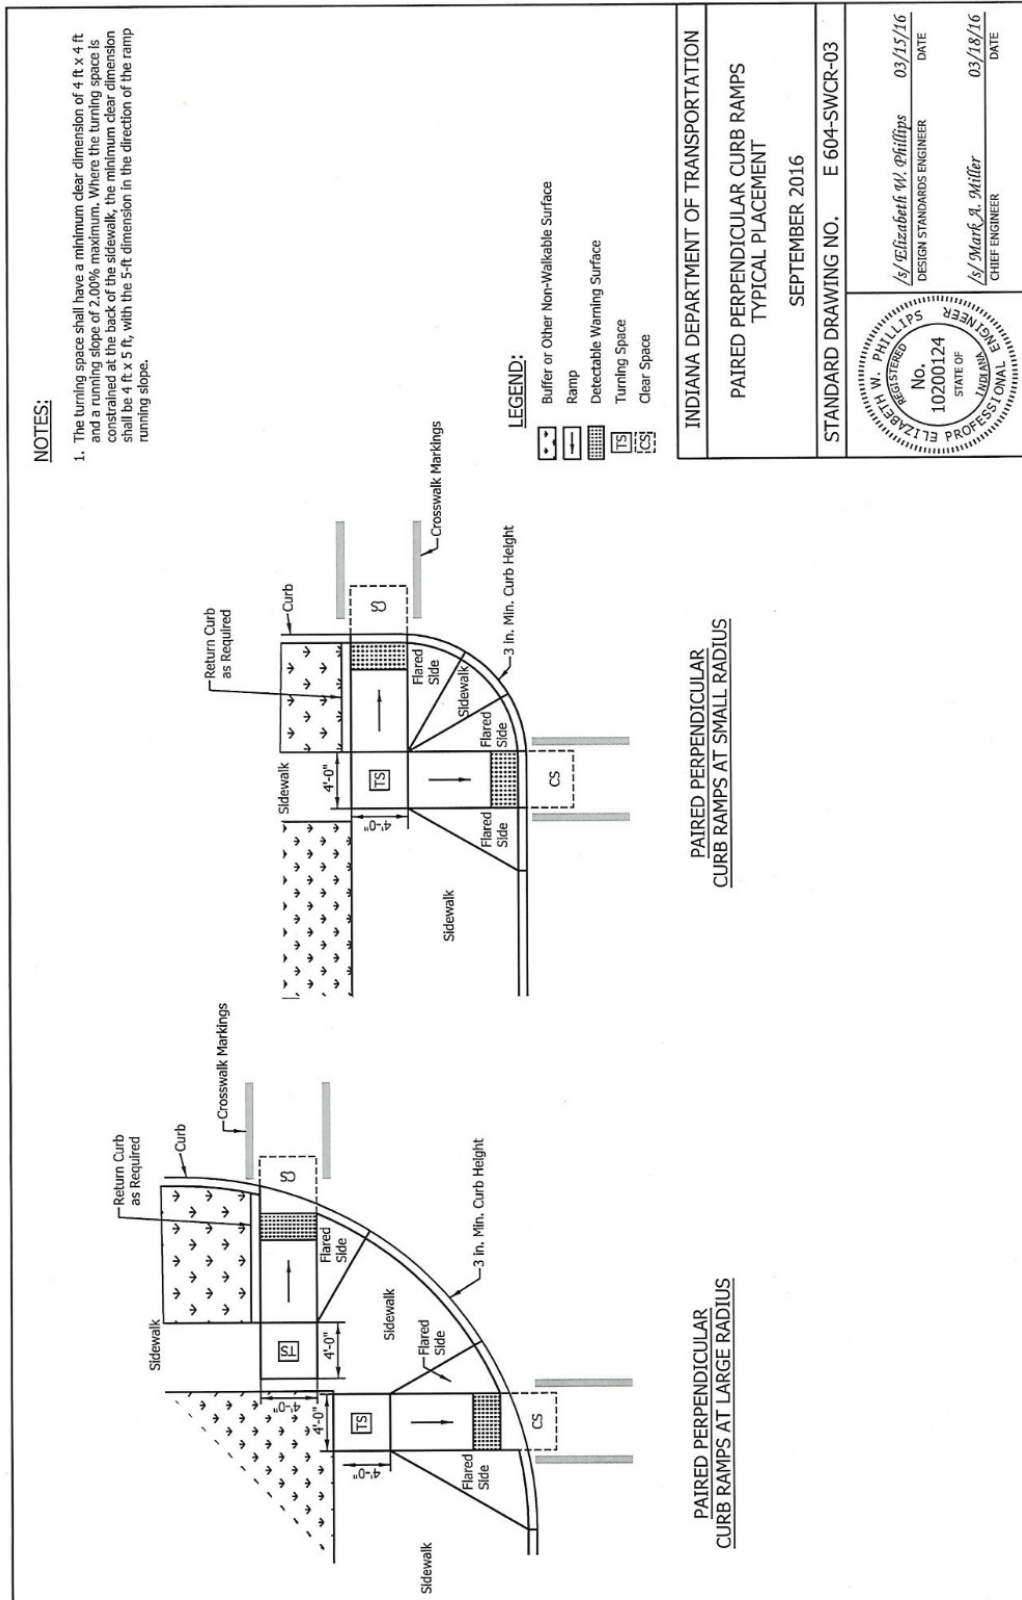 NOTES:
1. The turning space shall have a minimum clear dimension of 4 ft x 4 ft
and a running slope of 2.00% maximum. Where the turning space is
constrained at the back of the sidewalk, the minimum clear dimension
shall be 4 ft x 5 ft, with the 5-ft dimension in the direction of the ramp
running slope.
Return Curb
as Required
Curb
Crosswalk Markings
Sidewalk
4'-0"
4'-0"
TS
CS
Flared
Side
Sidewalk
3 in. Min. Curb Height
4'-0"
4'-0"
TS
Flared
Side
Flared
Side
CS
Sidewalk
PAIRED PERPENDICULAR
CURB RAMPS AT LARGE RADIUS
Return Curb
as Required
Curb
Crosswalk Markings
Sidewalk
4'-0"
4'-0"
TS
CS
Flared
Side
Sidewalk
Flared
Side
3 in. Min. Curb Height
Flared
Side
CS
Sidewalk
PAIRED PERPENDICULAR
CURB RAMPS AT SMALL RADIUS
LEGEND:
Buffer or Other Non-Walkable Surface
Ramp
Detectable Warning Surface
TS Turning Space
CS Clear Space
INDIANA DEPARTMENT OF TRANSPORTATION
PAIRED PERPENDICULAR CURB RAMPS
TYPICAL PLACEMENT
SEPTEMBER 2016
STANDARD DRAWING NO. E 604-SWCR-03
ELIZABETH W. PHILLIPS
REGISTERED
No.
10200124
STATE OF
INDIANA
PROFESSIONAL ENGINEER
/s/ Elizabeth W. Phillips 03/15/16
DESIGN STANDARDS ENGINEER DATE
/s/ Mark A. Miller 03/18/16
CHIEF ENGINEER DATE